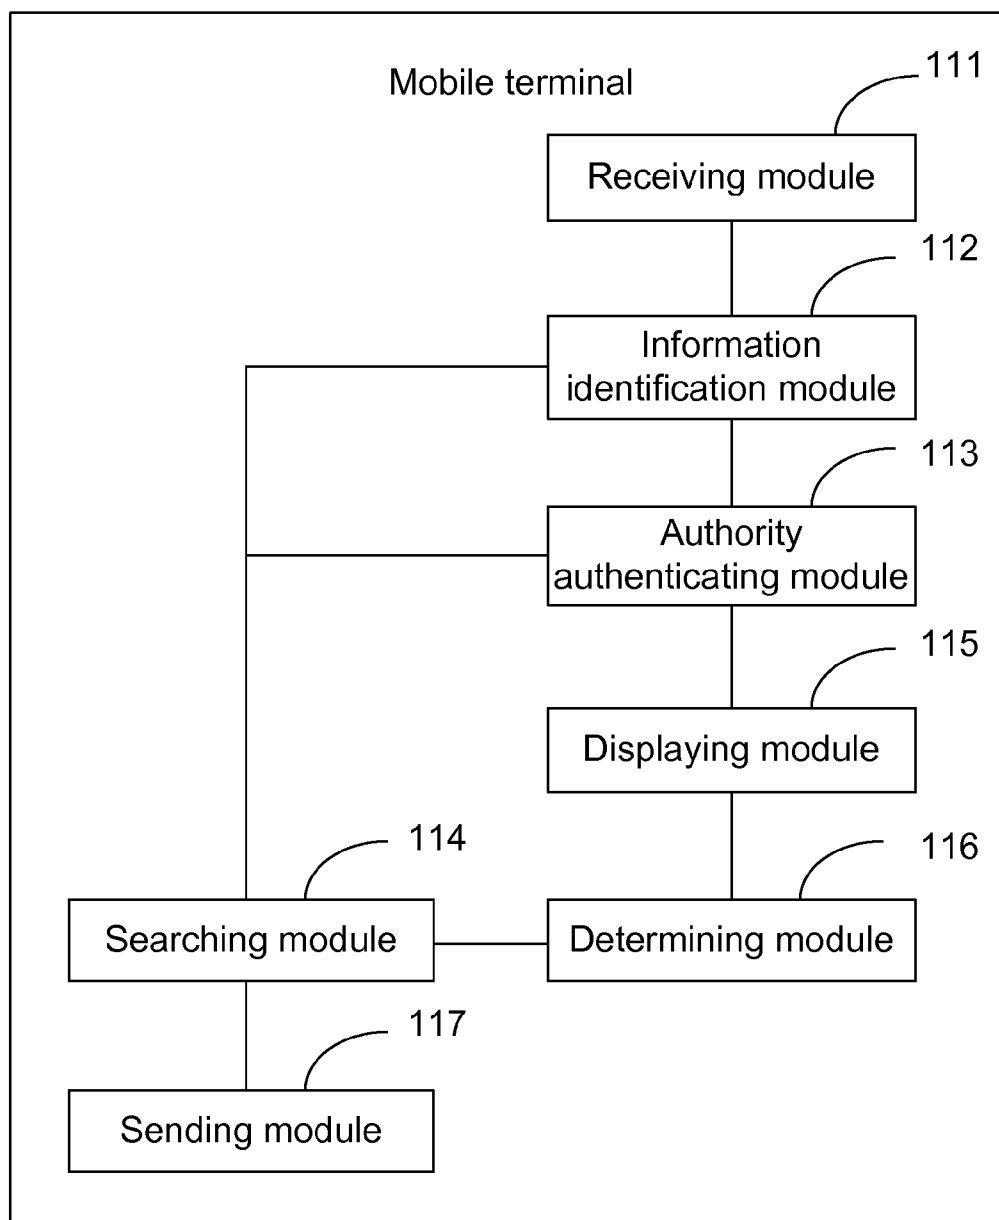 Mobile terminal
111
Receiving module
112
Information
identification module
113
Authority
authenticating module
115
Displaying module
114
116
Searching module
Determining module
117
Sending module